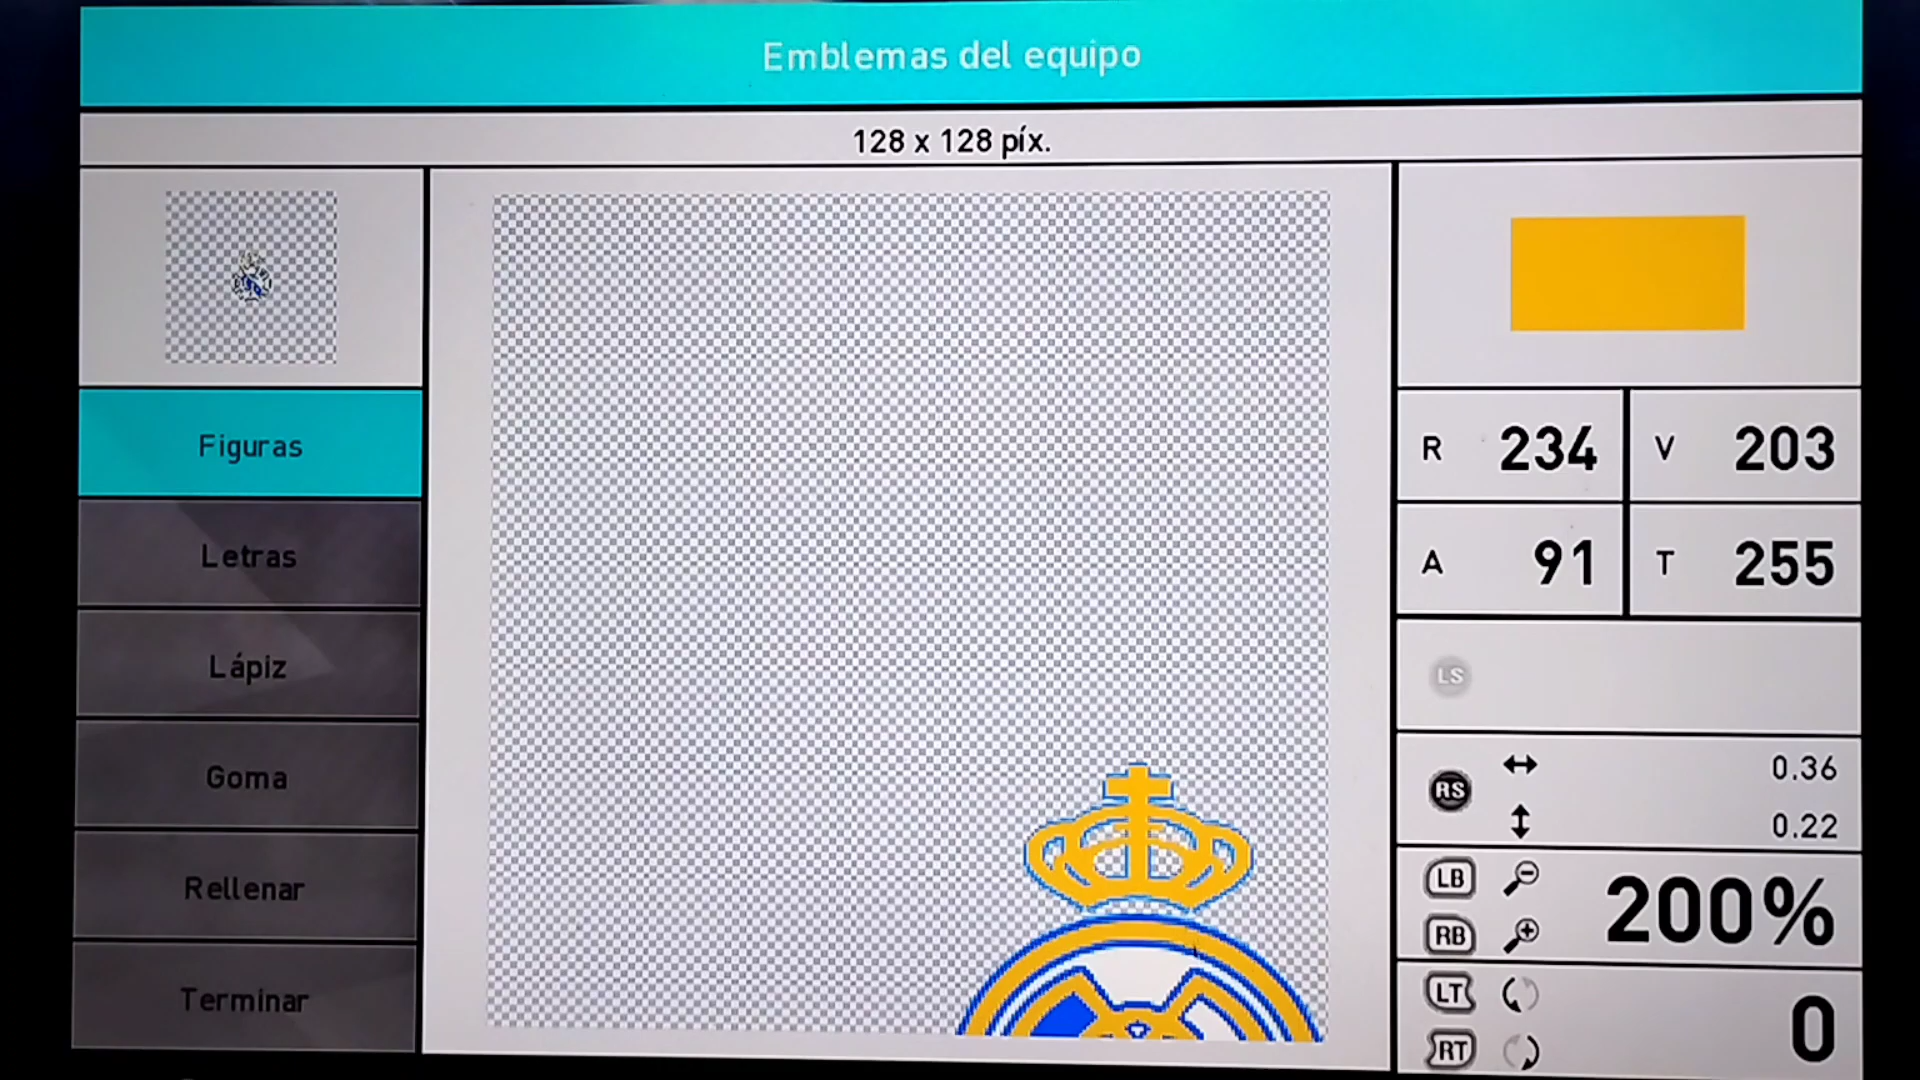 Emblemas del equipo
128 x 128 píx.
Figuras
Letras
Lápiz
Goma
Rellenar
Terminar
R 234 V 203
A 91 T 255
LS
RS 0.36
0.22
LB
RB 200%
LT
RT 0